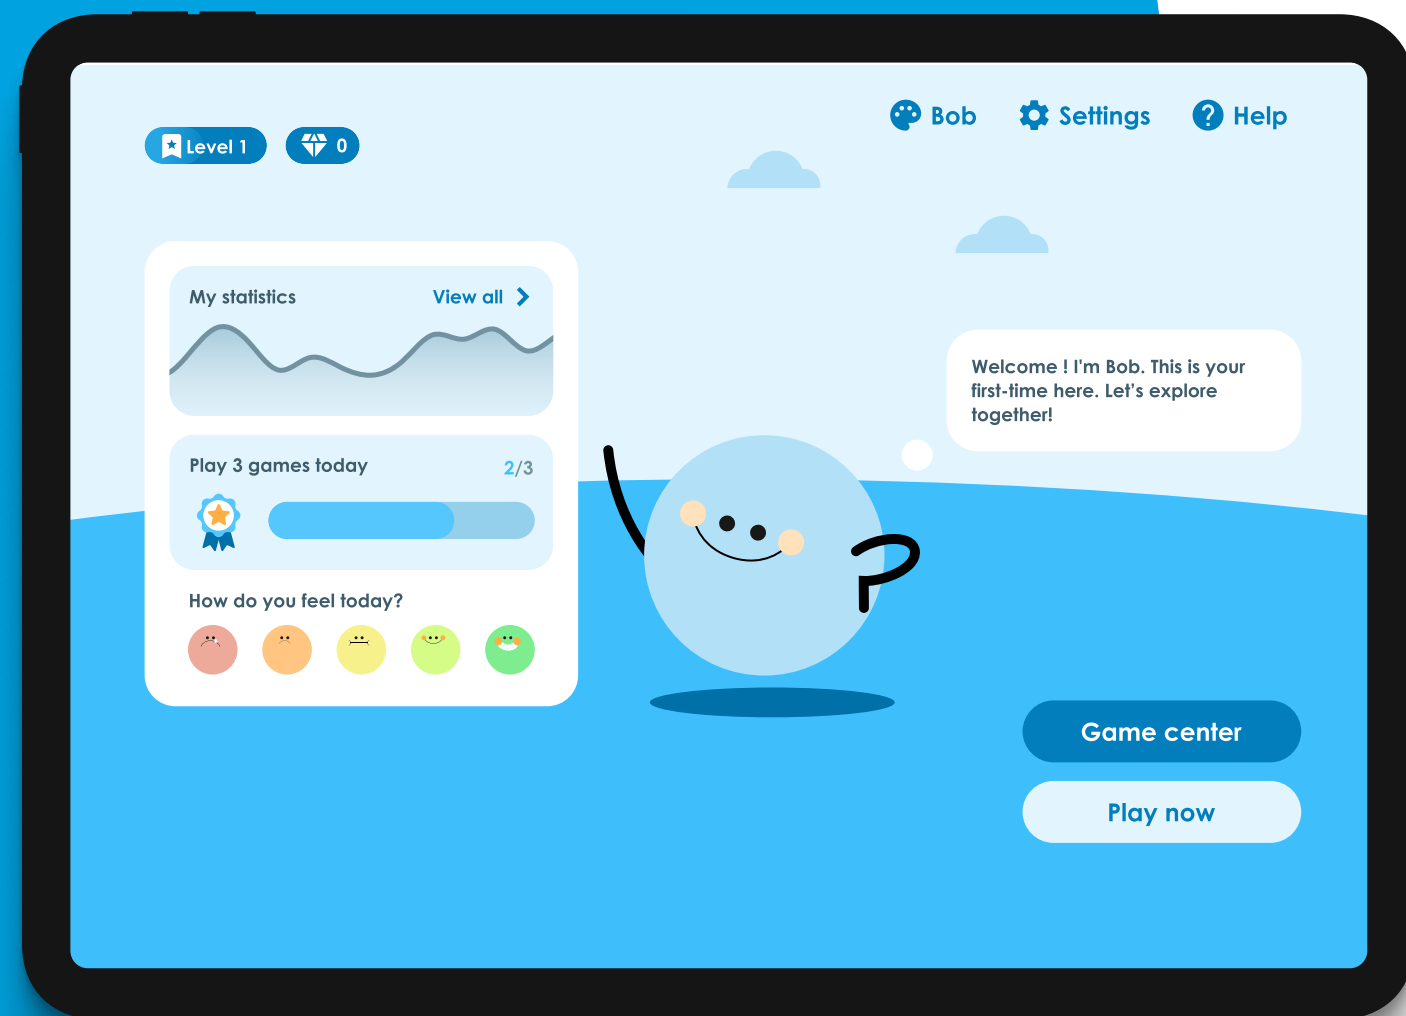 Bob
Settings
Help
Level 1
0
My statistics
View all
Welcome ! I'm Bob. This is your
first-time here. Let’s explore
together!
Play 3 games today
2/3
How do you feel today?
Game center
Play now